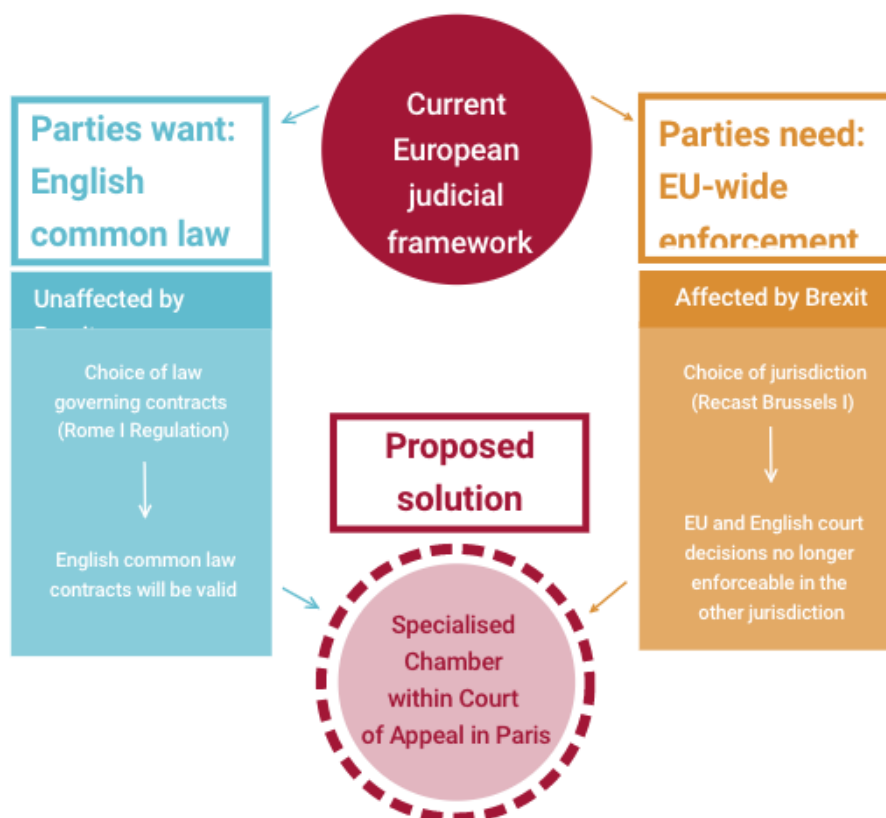 Current
European
judicial
framework
Parties want:
English
common law
Unaffected by
Choice of law
governing contracts
(Rome I Regulation)
English common law
contracts will be valid
Parties need:
EU-wide
enforcement
Affected by Brexit
Choice of jurisdiction
(Recast Brussels I)
EU and English court
decisions no longer
enforceable in the
other jurisdiction
Proposed
solution
Specialised
Chamber
within Court
of Appeal in Paris